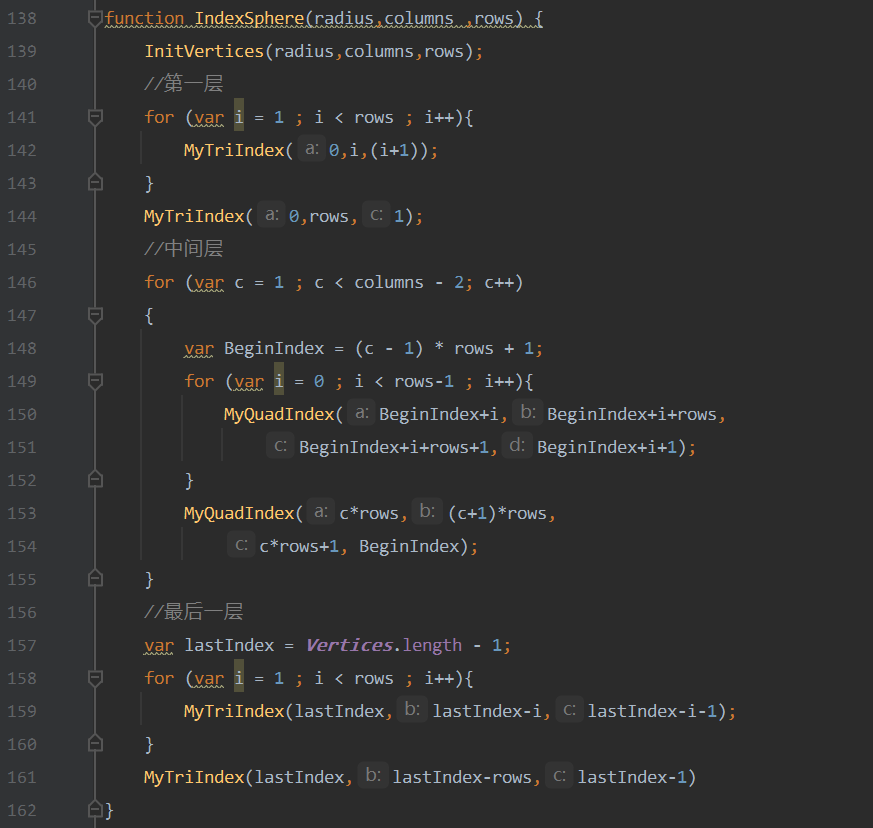 138 function IndexSphere(radius,columns ,rows) {
139 InitVertices(radius,columns,rows);
140 //第一层
141 for (var i = 1 ; i < rows ; i++){
142 MyTriIndex( a: 0,i,(i+1));
143 }
144 MyTriIndex( a: 0,rows, c: 1);
145 //中间层
146 for (var c = 1 ; c < columns - 2; c++)
147 {
148 var BeginIndex = (c - 1) * rows + 1;
149 for (var i = 0 ; i < rows-1 ; i++){
150 MyQuadIndex( a: BeginIndex+i, b: BeginIndex+i+rows,
151 c: BeginIndex+i+rows+1, d: BeginIndex+i+1);
152 }
153 MyQuadIndex( a: c*rows, b: (c+1)*rows,
154 c: c*rows+1, BeginIndex);
155 }
156 //最后一层
157 var lastIndex = Vertices.length - 1;
158 for (var i = 1 ; i < rows ; i++){
159 MyTriIndex(lastIndex, b: lastIndex-i, c: lastIndex-i-1);
160 }
161 MyTriIndex(lastIndex, b: lastIndex-rows, c: lastIndex-1)
162 }